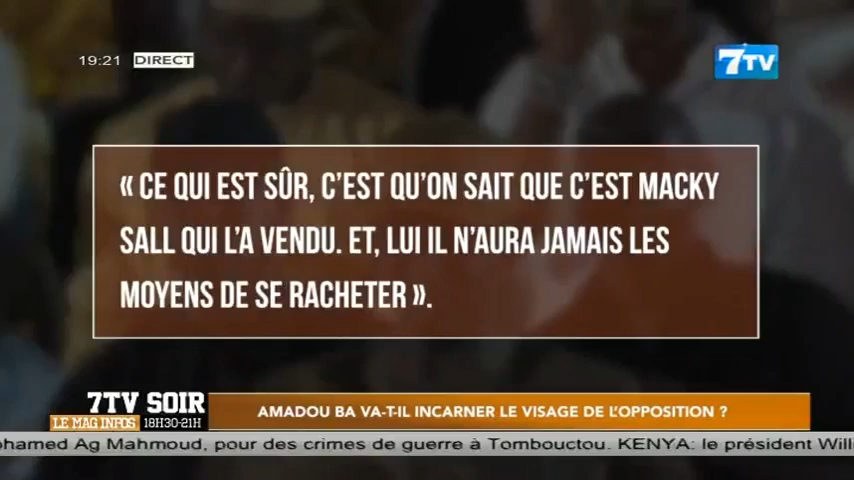 19:21 DIRECT
7TV
« CE QUI EST SÛR, C'EST QU'ON SAIT QUE C'EST MACKY
SALL QUI L'A VENDU. ET, LUI IL N'AURA JAMAIS LES
MOYENS DE SE RACHETER ».
7TV SOIR
LE MAG INFOS 18H30-21H
AMADOU BA VA-T-IL INCARNER LE VISAGE DE L'OPPOSITION ?
ohamed Ag Mahmoud, pour des crimes de guerre à Tombouctou. KENYA: le président Willi